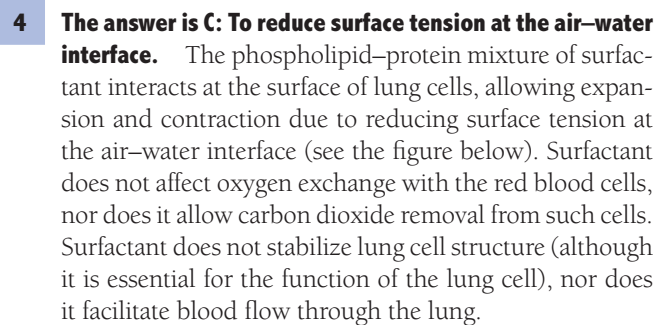 4 The answer is C: To reduce surface tension at the air–water
interface. The phospholipid–protein mixture of surfac-
tant interacts at the surface of lung cells, allowing expan-
sion and contraction due to reducing surface tension at
the air–water interface (see the figure below). Surfactant
does not affect oxygen exchange with the red blood cells,
nor does it allow carbon dioxide removal from such cells.
Surfactant does not stabilize lung cell structure (although
it is essential for the function of the lung cell), nor does
it facilitate blood flow through the lung.